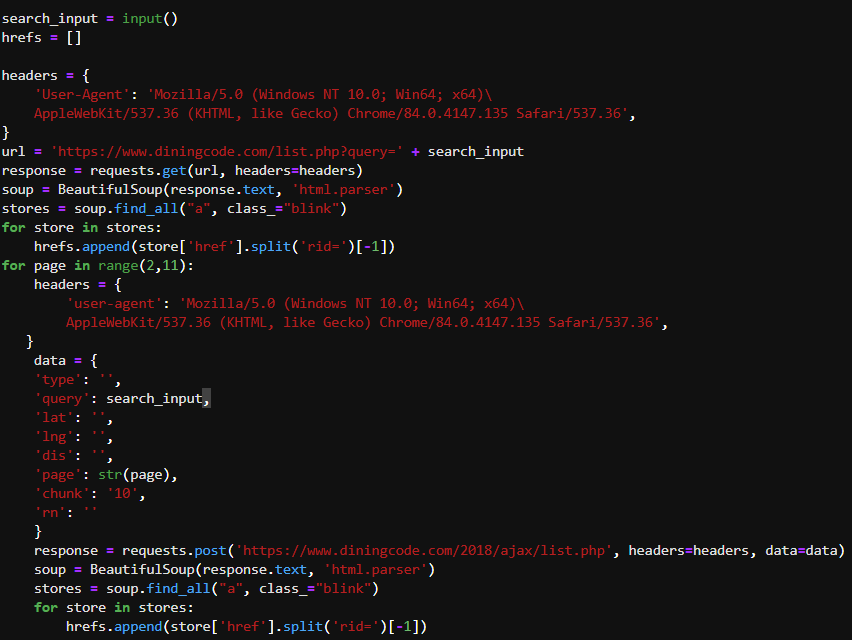 search_input = input()
hrefs = []
headers = {
    'User-Agent': 'Mozilla/5.0 (Windows NT 10.0; Win64; x64)\
    AppleWebKit/537.36 (KHTML, like Gecko) Chrome/84.0.4147.135 Safari/537.36',
}
url = 'https://www.diningcode.com/list.php?query=' + search_input
response = requests.get(url, headers=headers)
soup = BeautifulSoup(response.text, 'html.parser')
stores = soup.find_all("a", class_="blink")
for store in stores:
    hrefs.append(store['href'].split('rid=')[-1])
for page in range(2,11):
    headers = {
        'user-agent': 'Mozilla/5.0 (Windows NT 10.0; Win64; x64)\
        AppleWebKit/537.36 (KHTML, like Gecko) Chrome/84.0.4147.135 Safari/537.36',
   }
    data = {
    'type': '',
    'query': search_input,
    'lat': '',
    'lng': '',
    'dis': '',
    'page': str(page),
    'chunk': '10',
    'rn': ''
    }
    response = requests.post('https://www.diningcode.com/2018/ajax/list.php', headers=headers, data=data)
    soup = BeautifulSoup(response.text, 'html.parser')
    stores = soup.find_all("a", class_="blink")
    for store in stores:
        hrefs.append(store['href'].split('rid=')[-1])